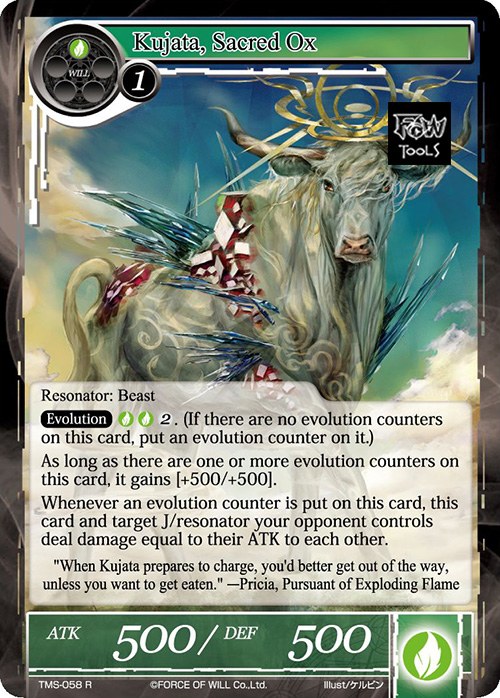 Kujata, Sacred Ox
WILL
1
FoW
TOOLS
Resonator: Beast
Evolution 2. (If there are no evolution counters
on this card, put an evolution counter on it.)
As long as there are one or more evolution counters on
this card, it gains [+500/+500].
Whenever an evolution counter is put on this card, this
card and target J/resonator your opponent controls
deal damage equal to their ATK to each other.
"When Kujata prepares to charge, you'd better get out of the way,
unless you want to get eaten." —Pricia, Pursuant of Exploding Flame
ATK 500/ DEF 500
TMS-058 R ©FORCE OF WILL Co.,Ltd. Illust/ケルビン